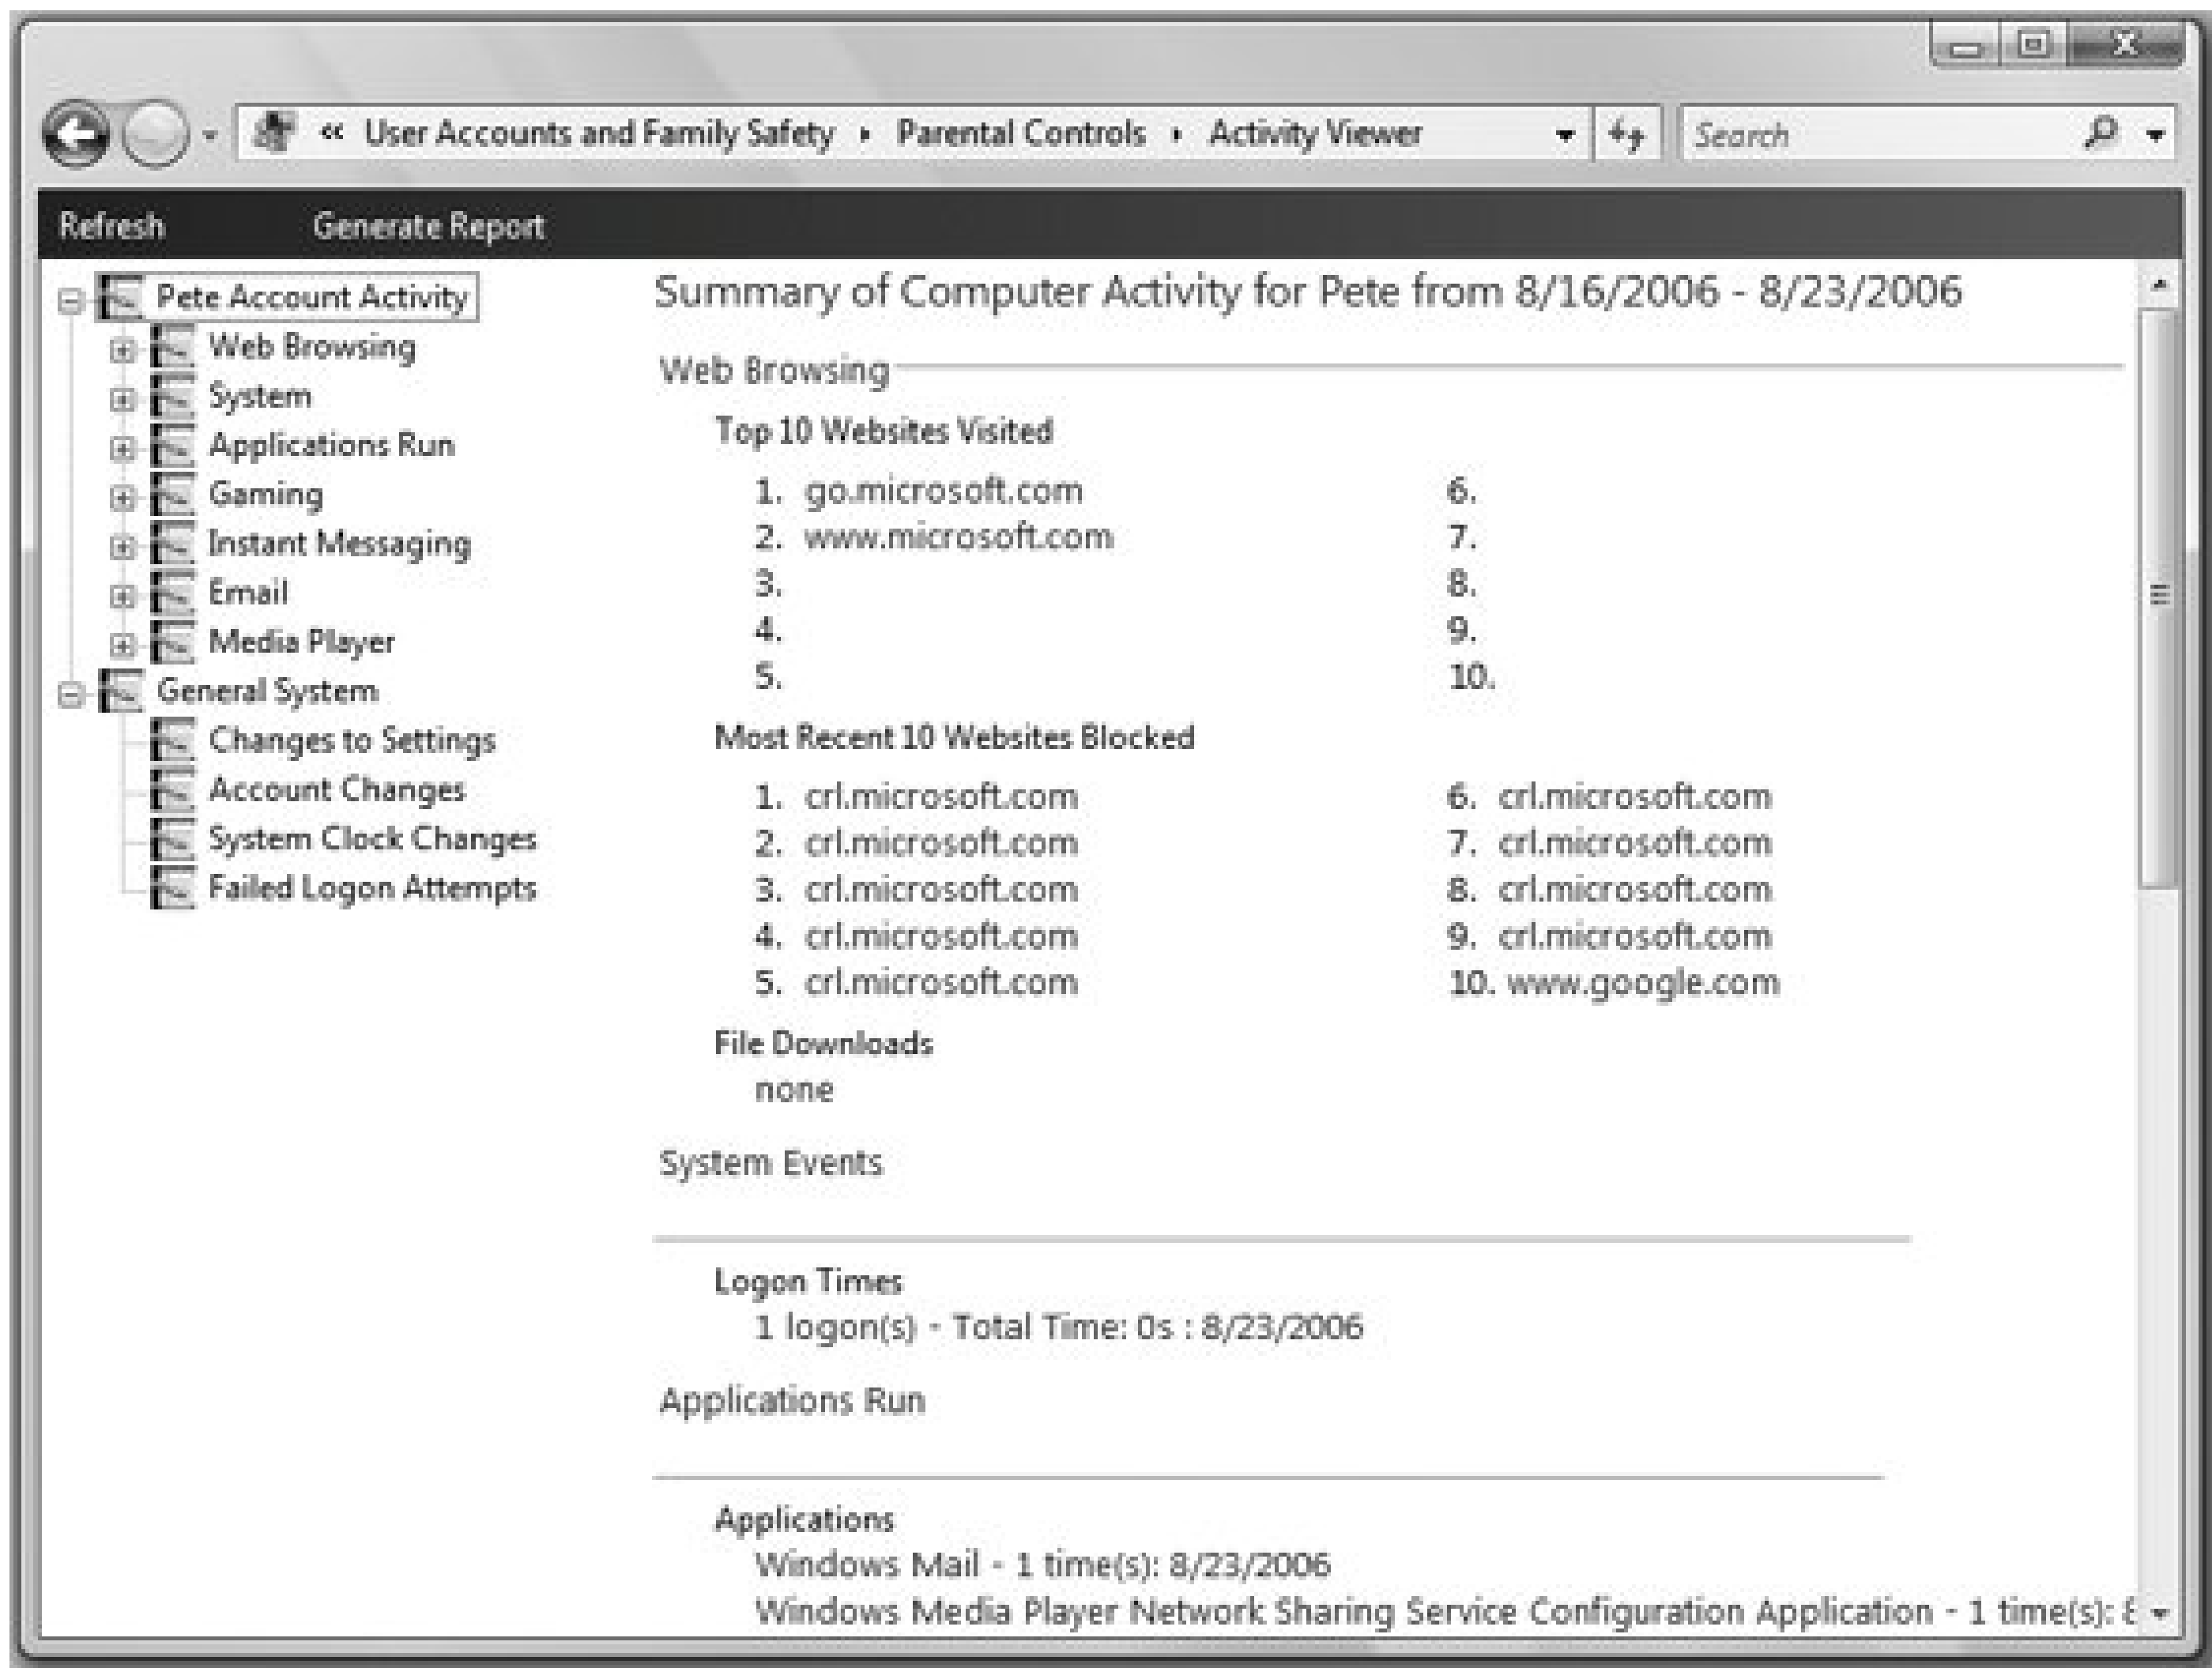 « User Accounts and Family Safety ▸ Parental Controls ▸ Activity Viewer
Search
Refresh
Generate Report
Pete Account Activity
Web Browsing
System
Applications Run
Gaming
Instant Messaging
Email
Media Player
General System
Changes to Settings
Account Changes
System Clock Changes
Failed Logon Attempts
Summary of Computer Activity for Pete from 8/16/2006 - 8/23/2006
Web Browsing
Top 10 Websites Visited
1. go.microsoft.com
2. www.microsoft.com
3.
4.
5.
6.
7.
8.
9.
10.
Most Recent 10 Websites Blocked
1. crl.microsoft.com
2. crl.microsoft.com
3. crl.microsoft.com
4. crl.microsoft.com
5. crl.microsoft.com
6. crl.microsoft.com
7. crl.microsoft.com
8. crl.microsoft.com
9. crl.microsoft.com
10. www.google.com
File Downloads
none
System Events
Logon Times
1 logon(s) - Total Time: 0s : 8/23/2006
Applications Run
Applications
Windows Mail - 1 time(s): 8/23/2006
Windows Media Player Network Sharing Service Configuration Application - 1 time(s):